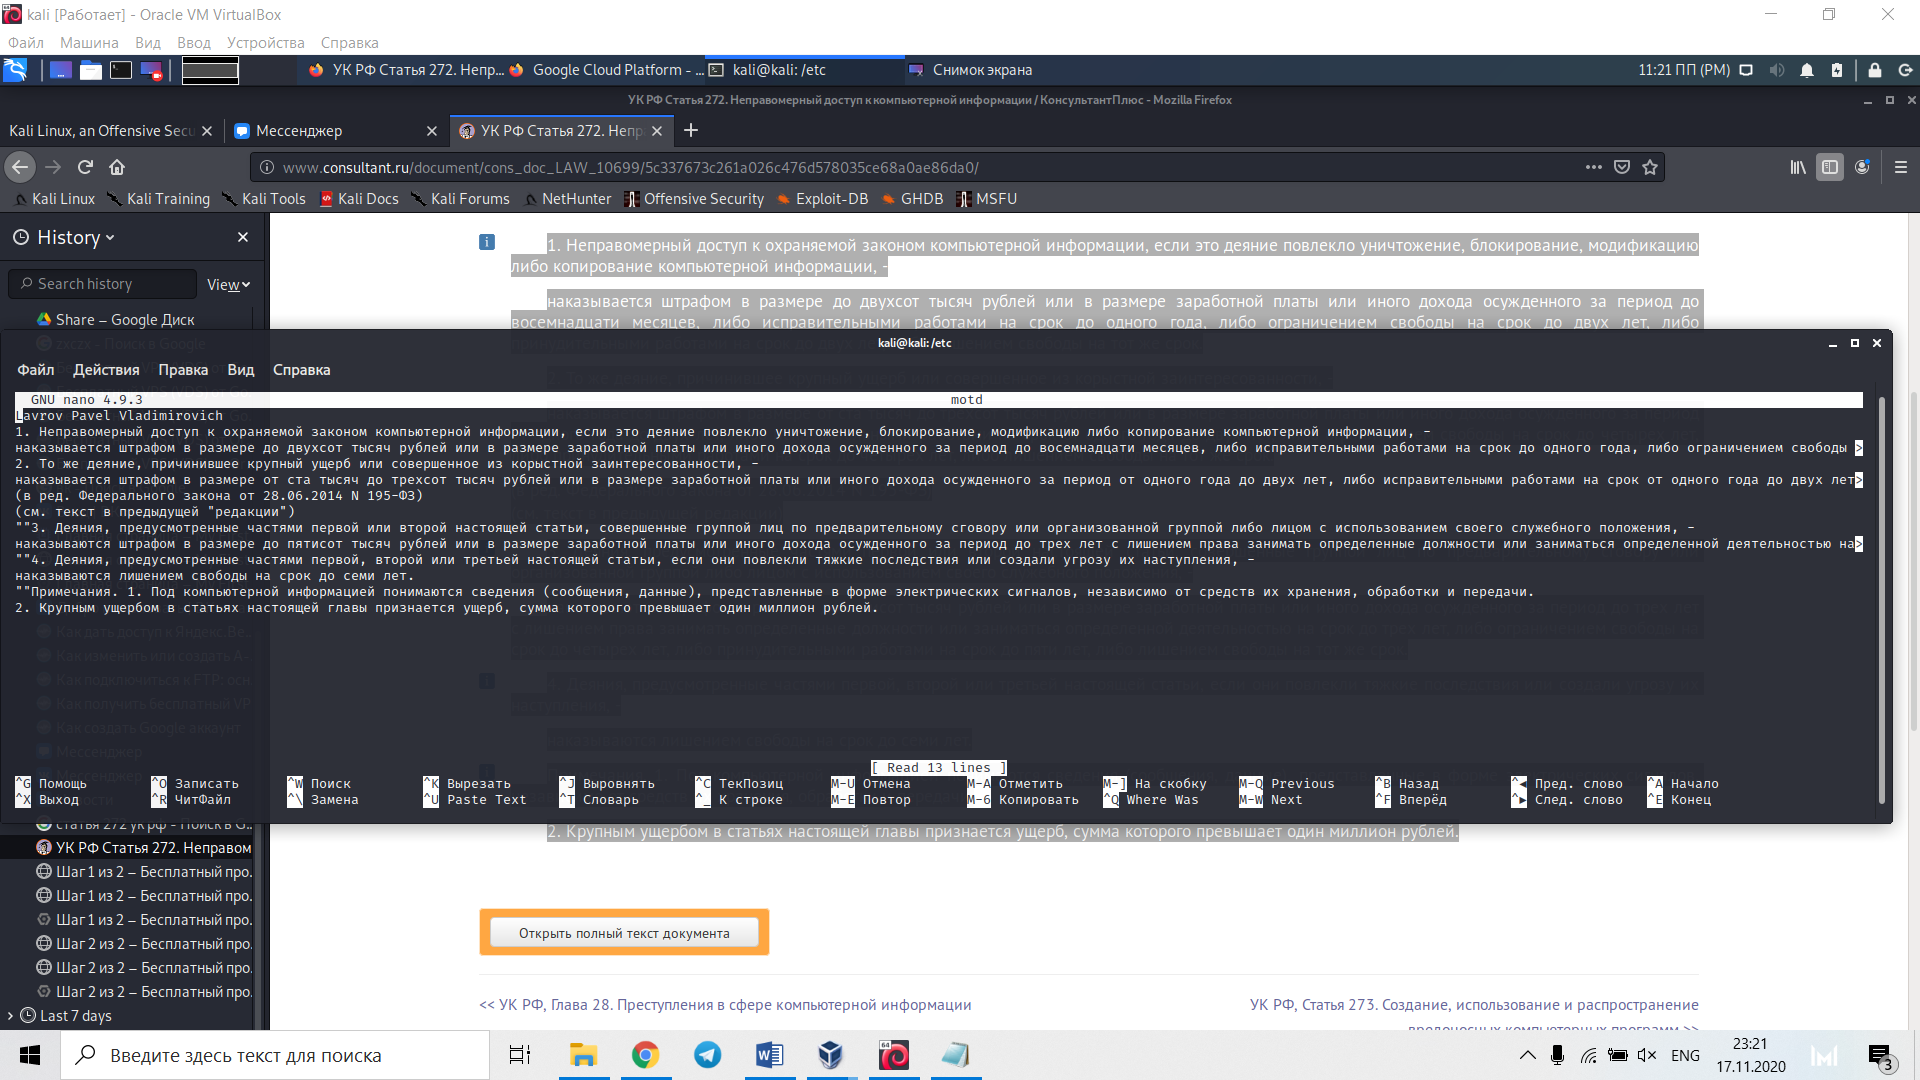 kali [Работает] - Oracle VM VirtualBox
Файл Машина Вид Ввод Устройства Справка
УК РФ Статья 272. Непр... Google Cloud Platform - ... kali@kali: /etc Снимок экрана 11:21 ПП (PM)
УК РФ Статья 272. Неправомерный доступ к компьютерной информации / КонсультантПлюс - Mozilla Firefox
Kali Linux, an Offensive Secu Мессенджер УК РФ Статья 272. Непр
www.consultant.ru/document/cons_doc_LAW_10699/5c337673c261a026c476d578035ce68a0ae86da0/
Kali Linux Kali Training Kali Tools Kali Docs Kali Forums NetHunter Offensive Security Exploit-DB GHDB MSFU
History
Search history View
Share – Google Диск
1. Неправомерный доступ к охраняемой законом компьютерной информации, если это деяние повлекло уничтожение, блокирование, модификацию
либо копирование компьютерной информации, -
наказывается штрафом в размере до двухсот тысяч рублей или в размере заработной платы или иного дохода осужденного за период до
восемнадцати месяцев, либо исправительными работами на срок до одного года, либо ограничением свободы на срок до двух лет, либо
kali@kali: /etc
Файл Действия Правка Вид Справка
GNU nano 4.9.3 motd
Lavrov Pavel Vladimirovich
1. Неправомерный доступ к охраняемой законом компьютерной информации, если это деяние повлекло уничтожение, блокирование, модификацию либо копирование компьютерной информации, -
наказывается штрафом в размере до двухсот тысяч рублей или в размере заработной платы или иного дохода осужденного за период до восемнадцати месяцев, либо исправительными работами на срок до одного года, либо ограничением свободы >
2. То же деяние, причинившее крупный ущерб или совершенное из корыстной заинтересованности, -
наказывается штрафом в размере от ста тысяч до трехсот тысяч рублей или в размере заработной платы или иного дохода осужденного за период от одного года до двух лет, либо исправительными работами на срок от одного года до двух лет>
(в ред. Федерального закона от 28.06.2014 N 195-ФЗ)
(см. текст в предыдущей "редакции")
""3. Деяния, предусмотренные частями первой или второй настоящей статьи, совершенные группой лиц по предварительному сговору или организованной группой либо лицом с использованием своего служебного положения, -
наказываются штрафом в размере до пятисот тысяч рублей или в размере заработной платы или иного дохода осужденного за период до трех лет с лишением права занимать определенные должности или заниматься определенной деятельностью на>
""4. Деяния, предусмотренные частями первой, второй или третьей настоящей статьи, если они повлекли тяжкие последствия или создали угрозу их наступления, -
наказываются лишением свободы на срок до семи лет.
""Примечания. 1. Под компьютерной информацией понимаются сведения (сообщения, данные), представленные в форме электрических сигналов, независимо от средств их хранения, обработки и передачи.
2. Крупным ущербом в статьях настоящей главы признается ущерб, сумма которого превышает один миллион рублей.
[ Read 13 lines ]
^G Помощь ^O Записать ^W Поиск ^K Вырезать ^J Выровнять ^C ТекПозиц M-U Отмена M-A Отметить M-] На скобку M-Q Previous ^B Назад ^◀ Пред. слово ^A Начало
^X Выход ^R ЧитФайл ^\ Замена ^U Paste Text ^T Словарь ^_ К строке M-E Повтор M-6 Копировать ^Q Where Was M-W Next ^F Вперёд ^▶ След. слово ^E Конец
статья 272 ук рф - Поиск в G...
2. Крупным ущербом в статьях настоящей главы признается ущерб, сумма которого превышает один миллион рублей.
УК РФ Статья 272. Неправом
Шаг 1 из 2 – Бесплатный про.
Шаг 1 из 2 – Бесплатный про.
Шаг 1 из 2 – Бесплатный про.
Шаг 2 из 2 – Бесплатный про.
Шаг 2 из 2 – Бесплатный про.
Шаг 2 из 2 – Бесплатный про.
Last 7 days
Открыть полный текст документа
<< УК РФ, Глава 28. Преступления в сфере компьютерной информации
УК РФ, Статья 273. Создание, использование и распространение
вредоносных компьютерных программ >>
Введите здесь текст для поиска
ENG 23:21
17.11.2020
3